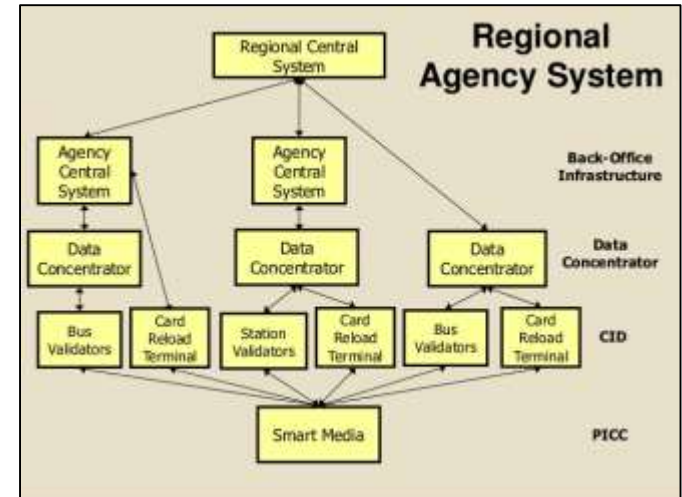 Regional
Agency System
Regional Central
System
Agency
Central
System
Agency
Central
System
Back-Office
Infrastructure
Data
Concentrator
Data
Concentrator
Data
Concentrator
Data
Concentrator
Bus
Validators
Card
Reload
Terminal
Station
Validators
Card
Reload
Terminal
Bus
Validators
Card
Reload
Terminal
CID
Smart Media
PICC